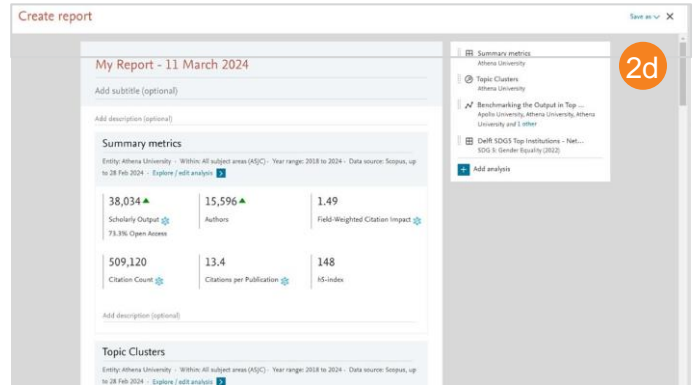 Create report
Save as
2d
My Report - 11 March 2024
Add subtitle (optional)
Add description (optional)
Summary metrics
Entity: Athena University · Within: All subject areas (ASJC) · Year range: 2018 to 2024 · Data source: Scopus, up
to 28 Feb 2024 · Explore / edit analysis
38,034
Scholarly Output
73.3% Open Access
15,596
Authors
1.49
Field-Weighted Citation Impact
509,120
Citation Count
13.4
Citations per Publication
148
h5-index
Add description (optional)
Topic Clusters
Entity: Athena University · Within: All subject areas (ASJC) · Year range: 2018 to 2024 · Data source: Scopus, up
to 28 Feb 2024 · Explore / edit analysis
Summary metrics
Athena University
Topic Clusters
Athena University
Benchmarking the Output in Top ...
Apollo University, Athena University, Athena
University and 1 other
Delft SDG5 Top Institutions - Net...
SDG 5: Gender Equality (2022)
Add analysis